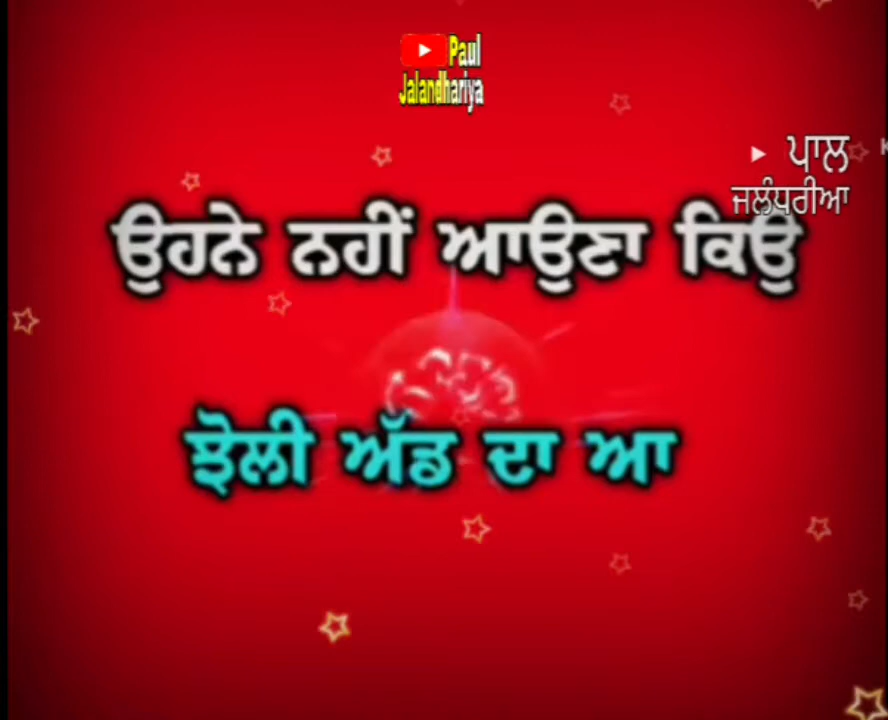 Paul
Jalandhariya
ਪਾਲ
ਜਲੰਧਰੀਆ
ਉਹਨੇ ਨਹੀਂ ਆਉਣਾ ਕਿਉ
ਝੋਲੀ ਅੱਡ ਦਾ ਆ